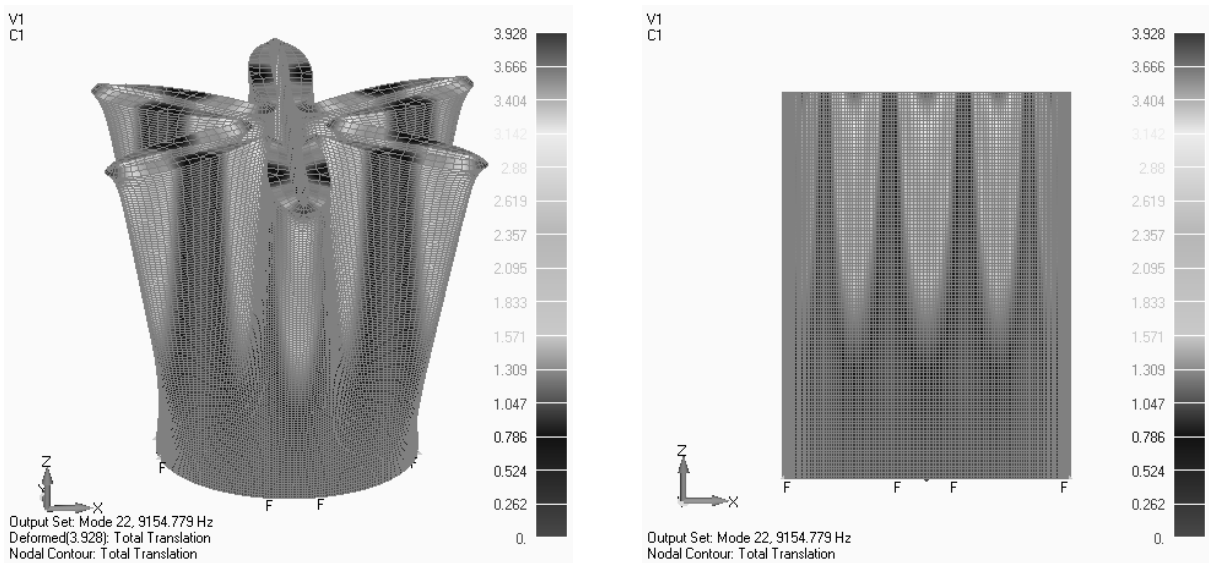 V1
C1
3.928
3.666
3.404
3.142
2.88
2.619
2.357
2.095
1.833
1.571
1.309
1.047
0.786
0.524
0.262
0.
Z
Y
X
F
F
F
F
Output Set: Mode 22, 9154.779 Hz
Deformed(3.928): Total Translation
Nodal Contour: Total Translation
V1
C1
3.928
3.666
3.404
3.142
2.88
2.619
2.357
2.095
1.833
1.571
1.309
1.047
0.786
0.524
0.262
0.
Z
X
F
F
F
F
Output Set: Mode 22, 9154.779 Hz
Nodal Contour: Total Translation